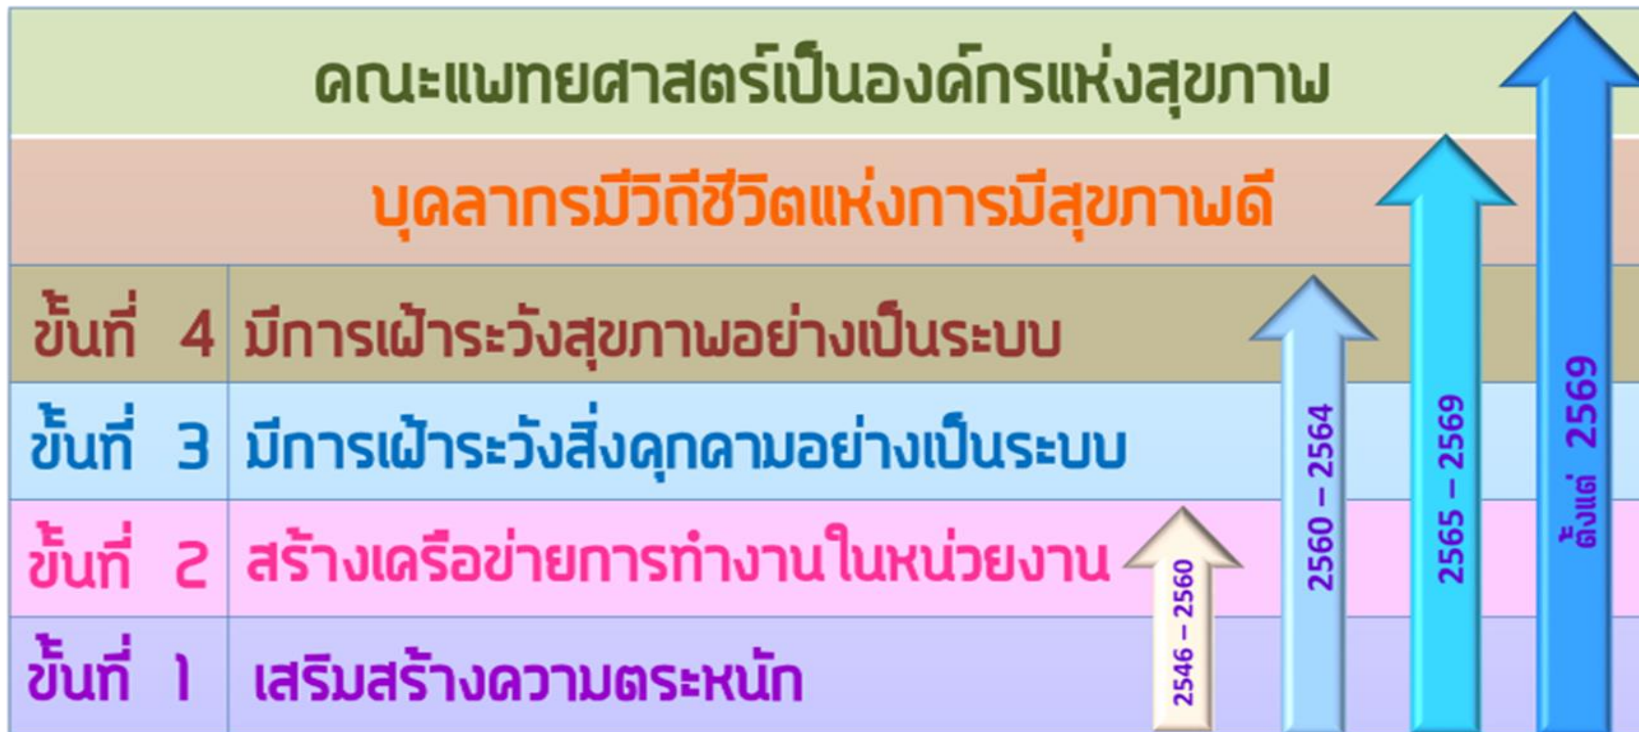 คณะแพทยศาสตร์เป็นองค์กรแห่งสุขภาพ
บุคลากรมีวิถีชีวิตแห่งการมีสุขภาพดี
ขั้นที่ 4 มีการเฝ้าระวังสุขภาพอย่างเป็นระบบ
ขั้นที่ 3 มีการเฝ้าระวังสิ่งคุกคามอย่างเป็นระบบ
ขั้นที่ 2 สร้างเครือข่ายการทำงานในหน่วยงาน
ขั้นที่ 1 เสริมสร้างความตระหนัก
2546 – 2560
2560 – 2564
2565 – 2569
ตั้งแต่ 2569